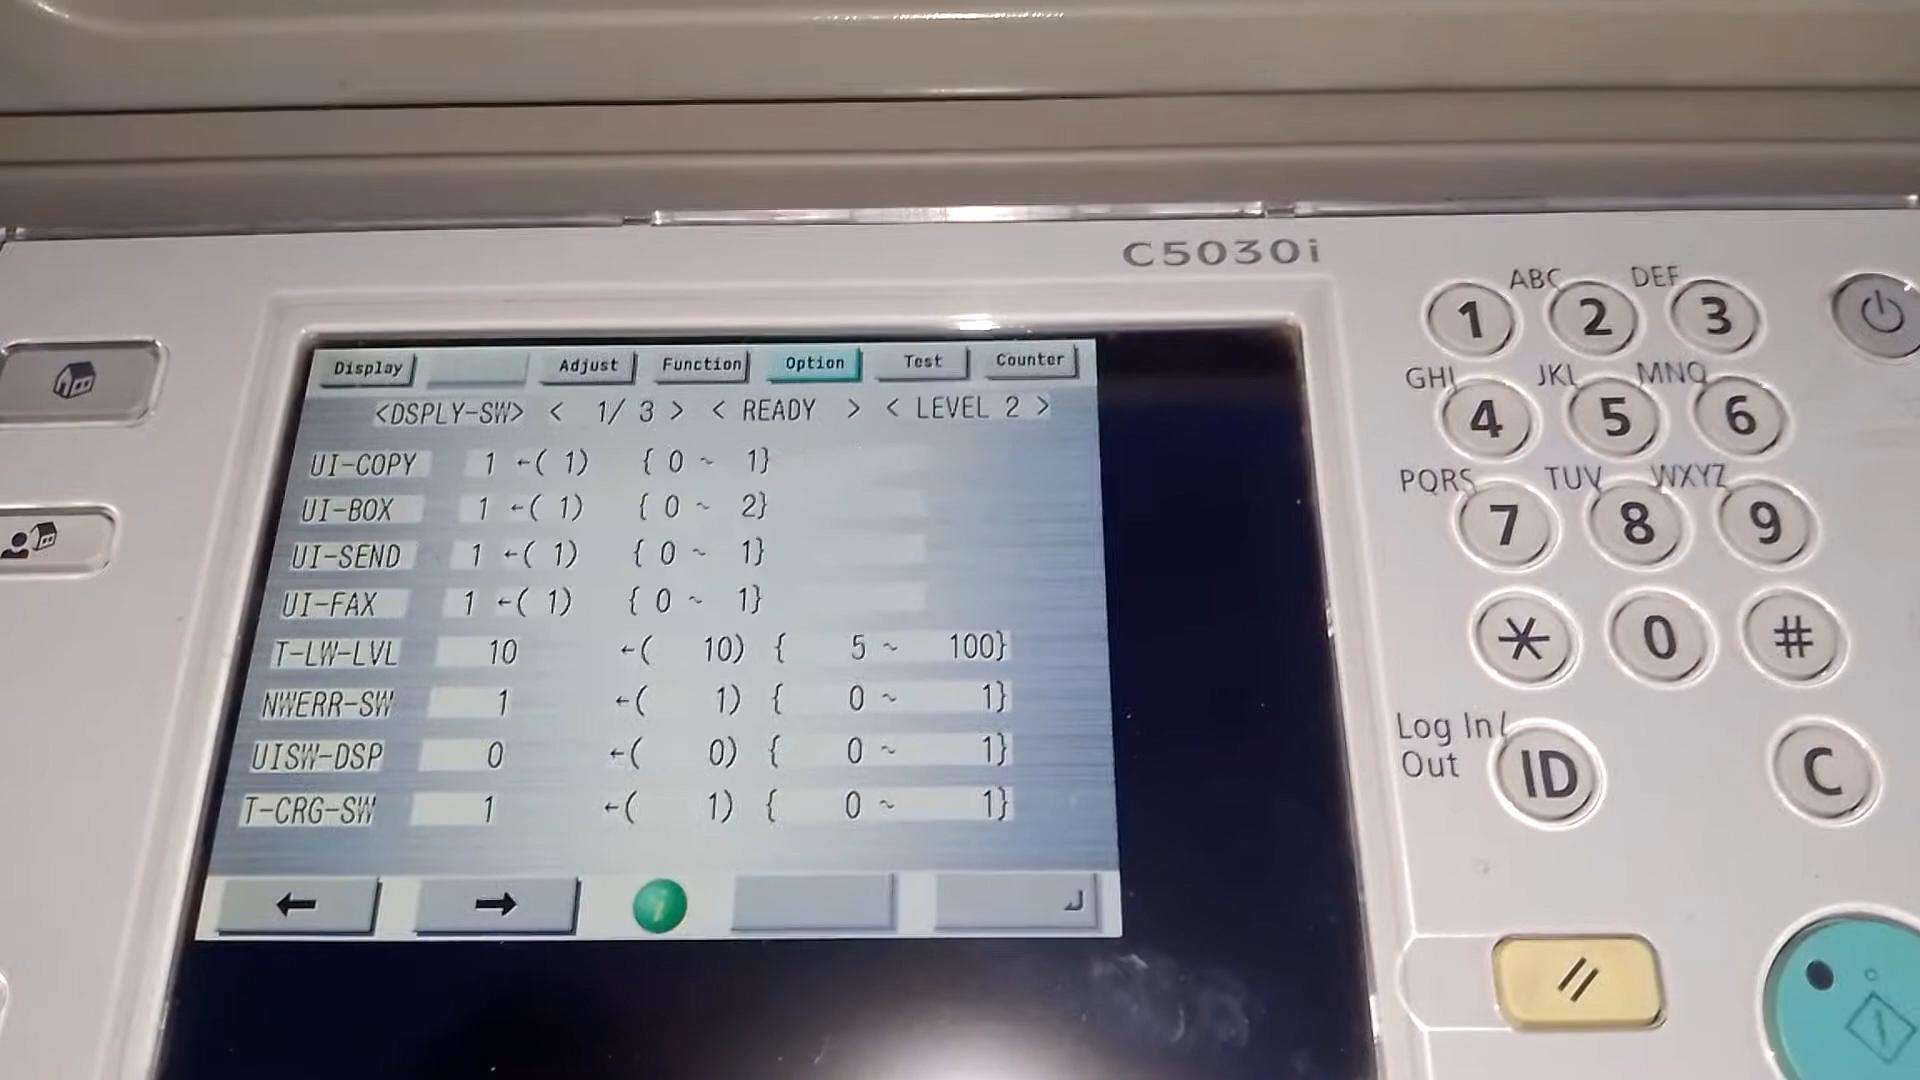 C5030i
Display Adjust Function Option Test Counter
<DSPLY-SW> < 1/ 3 > < READY > < LEVEL 2 >
UI-COPY 1 ←( 1) { 0 ~ 1}
UI-BOX 1 ←( 1) { 0 ~ 2}
UI-SEND 1 ←( 1) { 0 ~ 1}
UI-FAX 1 ←( 1) { 0 ~ 1}
T-LW-LVL 10 ←( 10) { 5 ~ 100}
NWERR-SW 1 ←( 1) { 0 ~ 1}
UISW-DSP 0 ←( 0) { 0 ~ 1}
T-CRG-SW 1 ←( 1) { 0 ~ 1}
ABC DEF
1 2 3
GHI JKL MNO
4 5 6
PQRS TUV WXYZ
7 8 9
* 0 #
Log In/
Out ID C